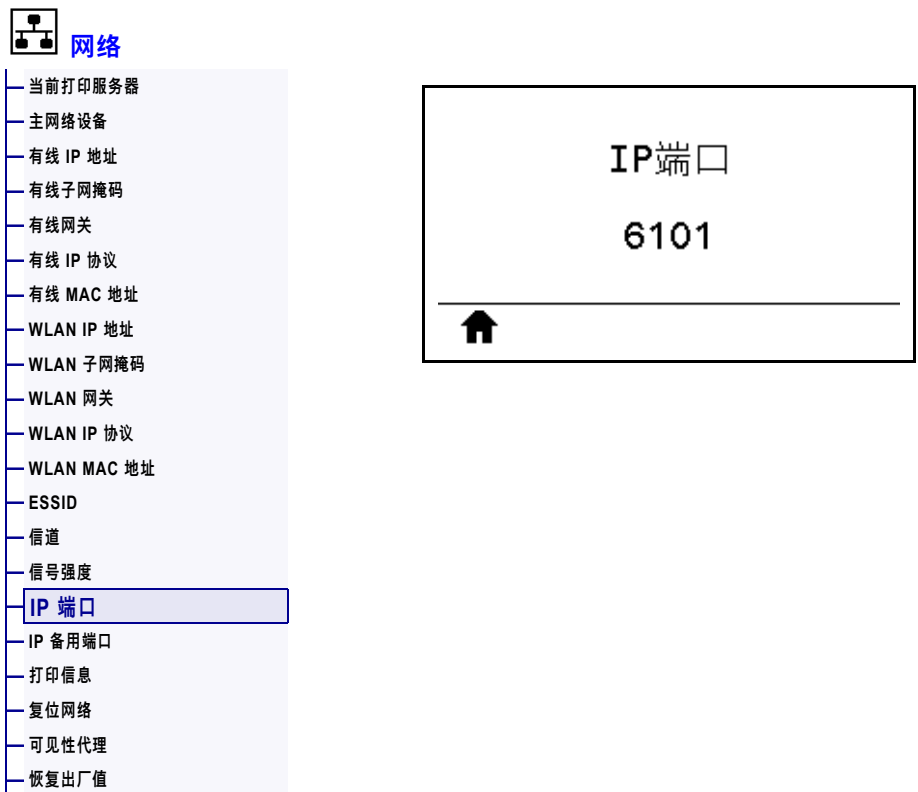 网络
当前打印服务器
主网络设备
有线 IP 地址
有线子网掩码
有线网关
有线 IP 协议
有线 MAC 地址
WLAN IP 地址
WLAN 子网掩码
WLAN 网关
WLAN IP 协议
WLAN MAC 地址
ESSID
信道
信号强度
IP 端口
IP 备用端口
打印信息
复位网络
可见性代理
恢复出厂值
IP端口
6101